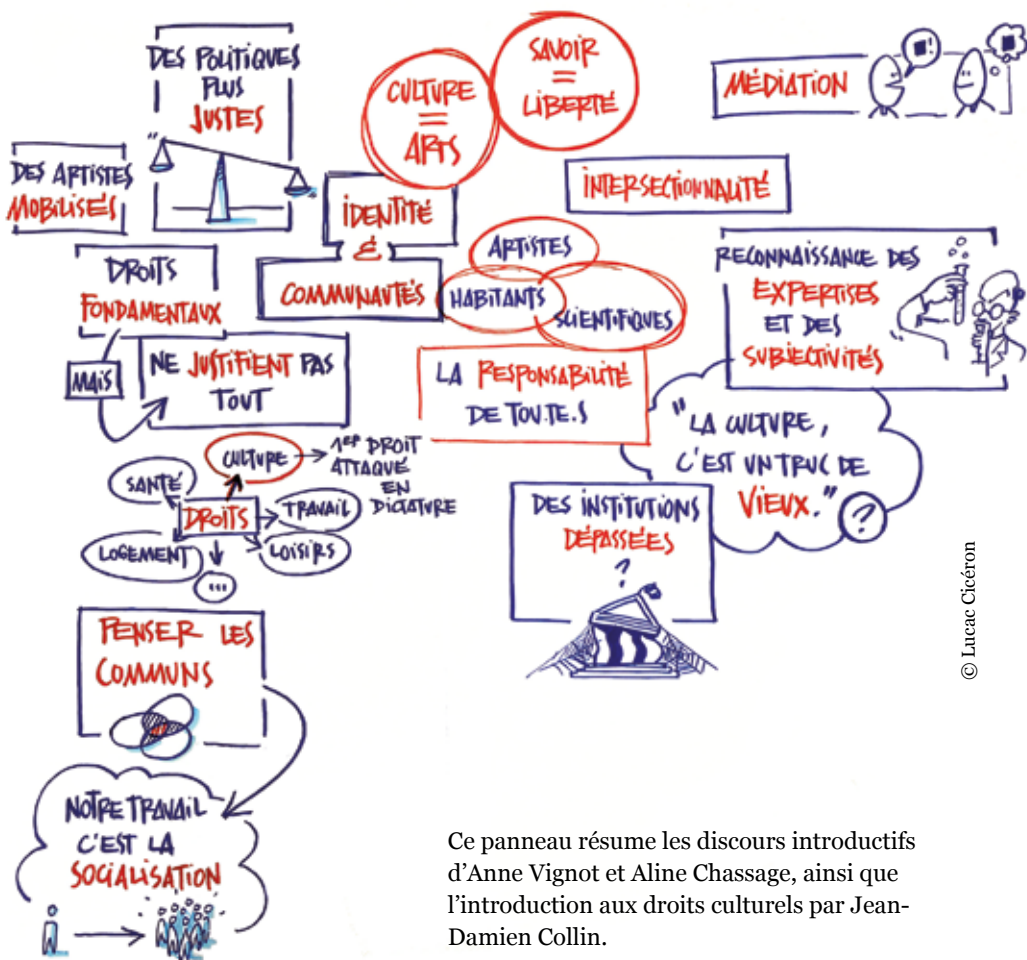 DES POLITIQUES
PLUS
JUSTES
DES ARTISTES
MOBILISÉS
CULTURE
=
ARTS
SAVOIR
=
LIBERTÉ
MÉDIATION
INTERSECTIONNALITÉ
IDENTITÉ
&
COMMUNAUTÉS
ARTISTES
HABITANTS
SCIENTIFIQUES
DROITS
FONDAMENTAUX
MAIS
NE JUSTIFIENT PAS
TOUT
LA RESPONSABILITÉ
DE TOU.TE.S
RECONNAISSANCE DES
EXPERTISES
ET DES
SUBJECTIVITÉS
"LA CULTURE,
C'EST UN TRUC DE
VIEUX."
?
DES INSTITUTIONS
DÉPASSÉES
?
CULTURE
1ER DROIT
ATTAQUÉ
EN
DICTATURE
SANTÉ
DROITS
TRAVAIL
LOGEMENT
LOISIRS
...
PENSER LES
COMMUNS
NOTRE TRAVAIL
C'EST LA
SOCIALISATION
© Lucac Cicéron
Ce panneau résume les discours introductifs
d'Anne Vignot et Aline Chassage, ainsi que
l'introduction aux droits culturels par Jean-
Damien Collin.